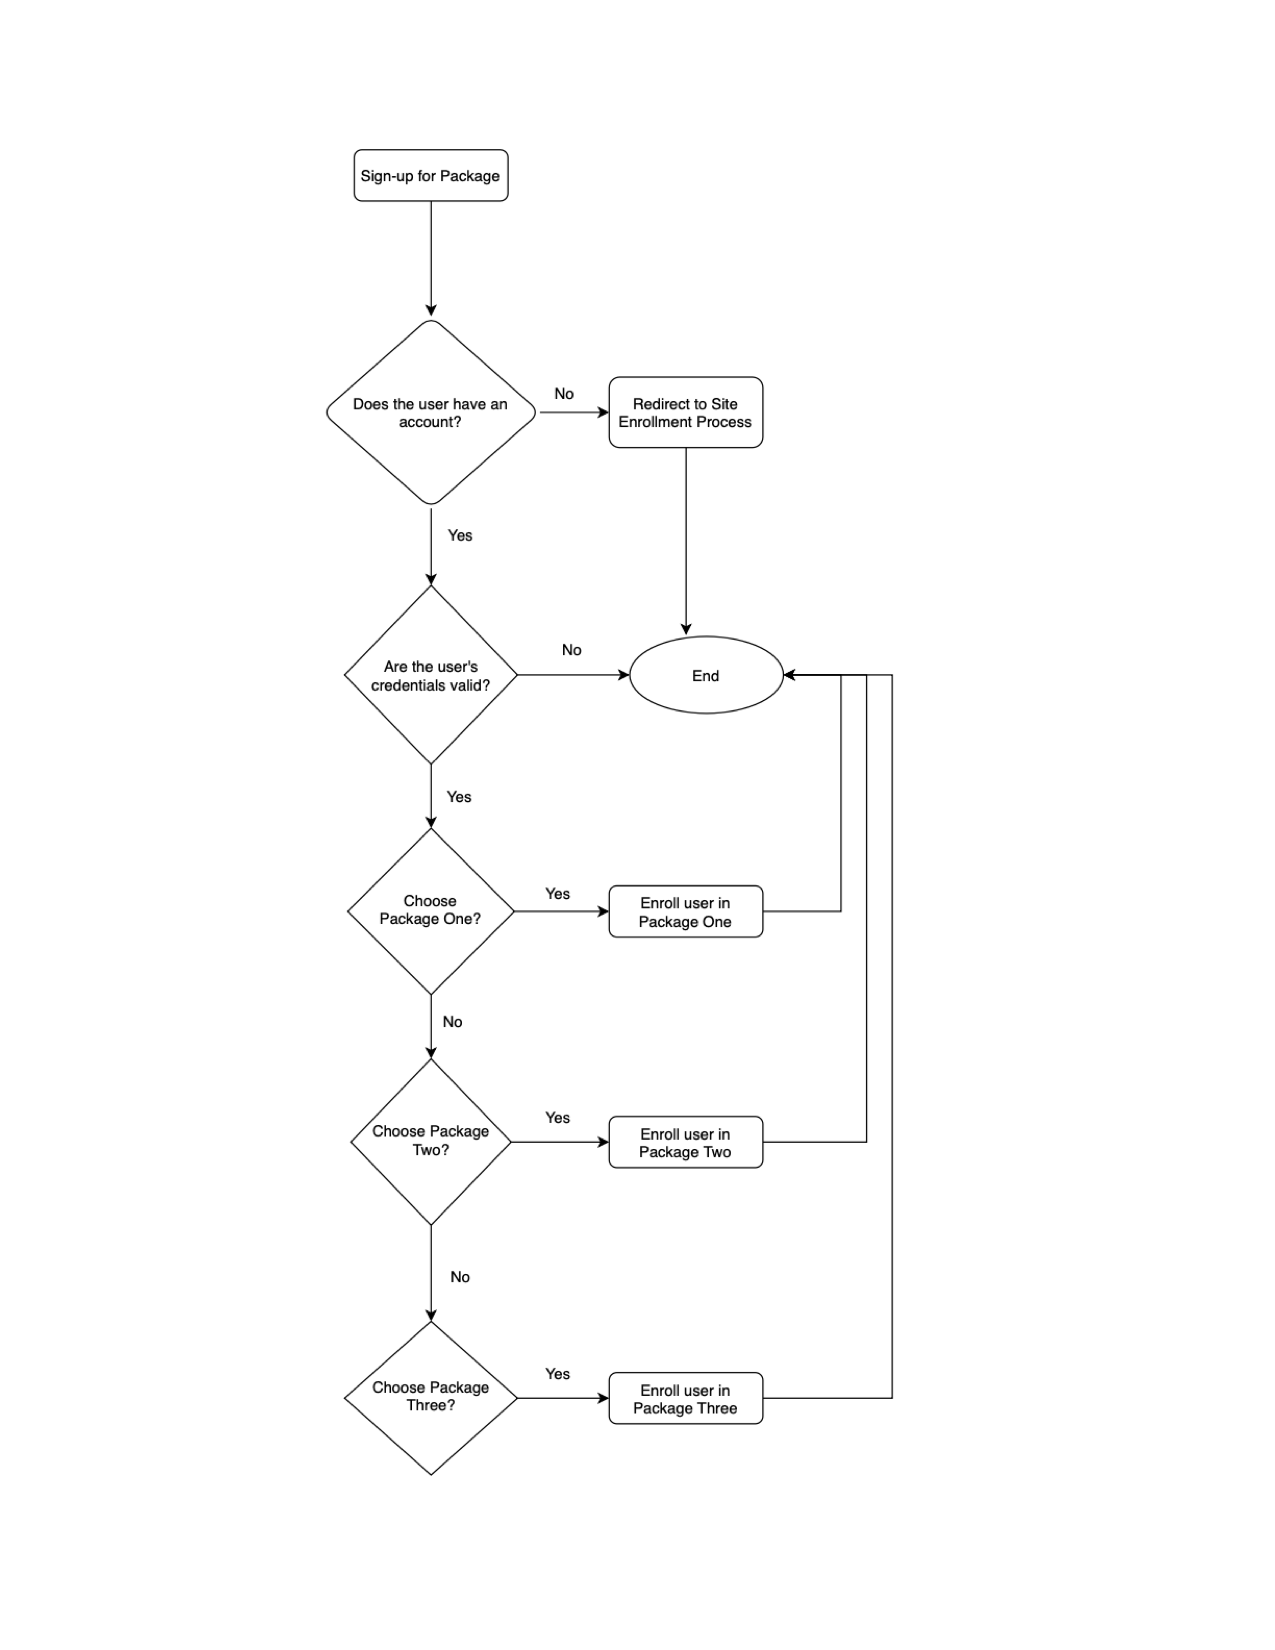 Sign-up for Package
Does the user have an
account?
No
Redirect to Site
Enrollment Process
Yes
Are the user's
credentials valid?
No
End
Yes
Choose
Package One?
Yes
Enroll user in
Package One
No
Choose Package
Two?
Yes
Enroll user in
Package Two
No
Choose Package
Three?
Yes
Enroll user in
Package Three